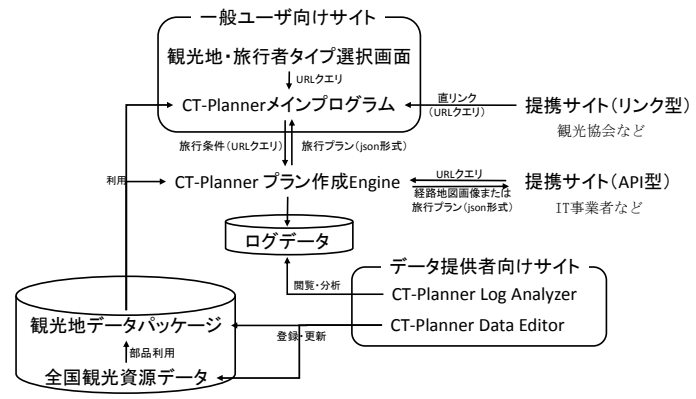 一般ユーザ向けサイト
観光地・旅行者タイプ選択画面
URLクエリ
CT-Plannerメインプログラム
直リンク
(URLクエリ)
提携サイト(リンク型)
観光協会など
旅行条件(URLクエリ)
旅行プラン(json形式)
利用
CT-Planner プラン作成Engine
URLクエリ
経路地図画像または
旅行プラン(json形式)
提携サイト(API型)
IT事業者など
ログデータ
データ提供者向けサイト
閲覧・分析
CT-Planner Log Analyzer
観光地データパッケージ
登録・更新
CT-Planner Data Editor
部品利用
全国観光資源データ